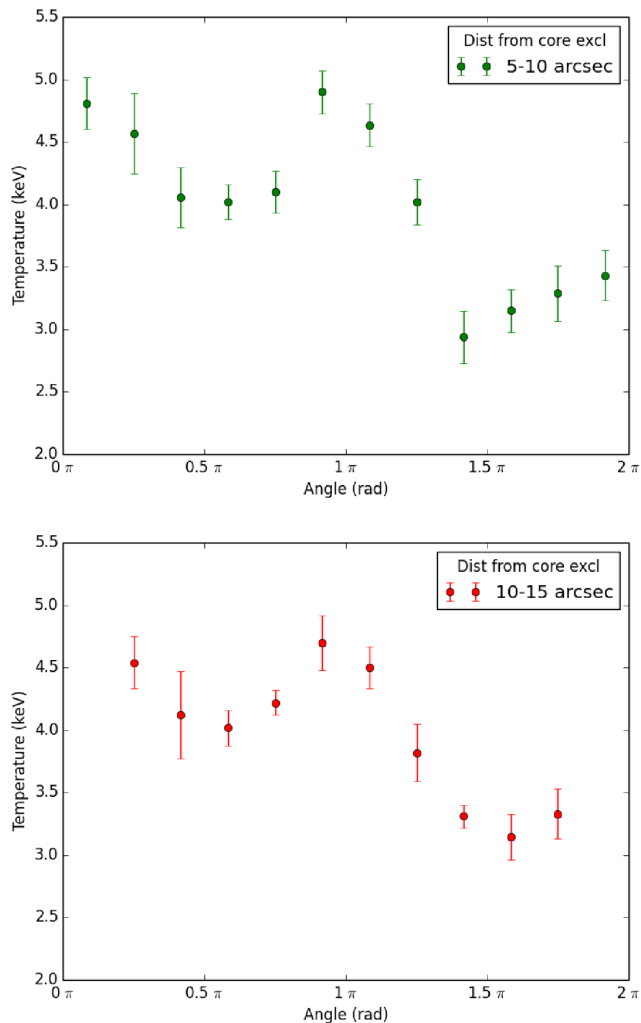 5.5
Dist from core excl
5-10 arcsec
5.0
4.5
4.0
3.5
3.0
2.5
2.0
Temperature (keV)
0 π
0.5 π
1 π
1.5 π
2 π
Angle (rad)
5.5
Dist from core excl
10-15 arcsec
5.0
4.5
4.0
3.5
3.0
2.5
2.0
Temperature (keV)
0 π
0.5 π
1 π
1.5 π
2 π
Angle (rad)